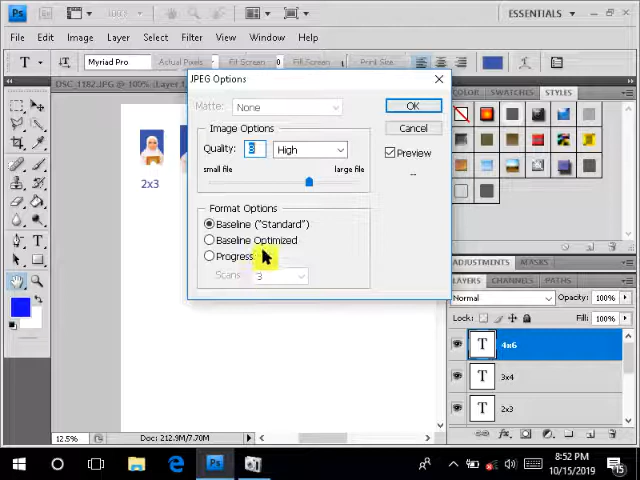 Ps
ESSENTIALS
File Edit Image Layer Select Filter View Window Help
T Myriad Pro Actual Pixels Fit Screen Fill Screen Print Size
DSC_1182.JPG @ 100% (Layer 1,
2x3
JPEG Options
Matte: None
OK
Image Options
Cancel
Quality: High
Preview
small file large file
--
Format Options
Baseline ("Standard")
Baseline Optimized
Progress
Scans 3
COLOR SWATCHES STYLES
ADJUSTMENTS MASKS
LAYERS CHANNELS PATHS
Normal Opacity: 100%
Lock: Fill: 100%
T 4x6
T 3x4
T 2x3
12.5% Doc: 212.9M/7.70M
Ps 8:52 PM
10/15/2019 15